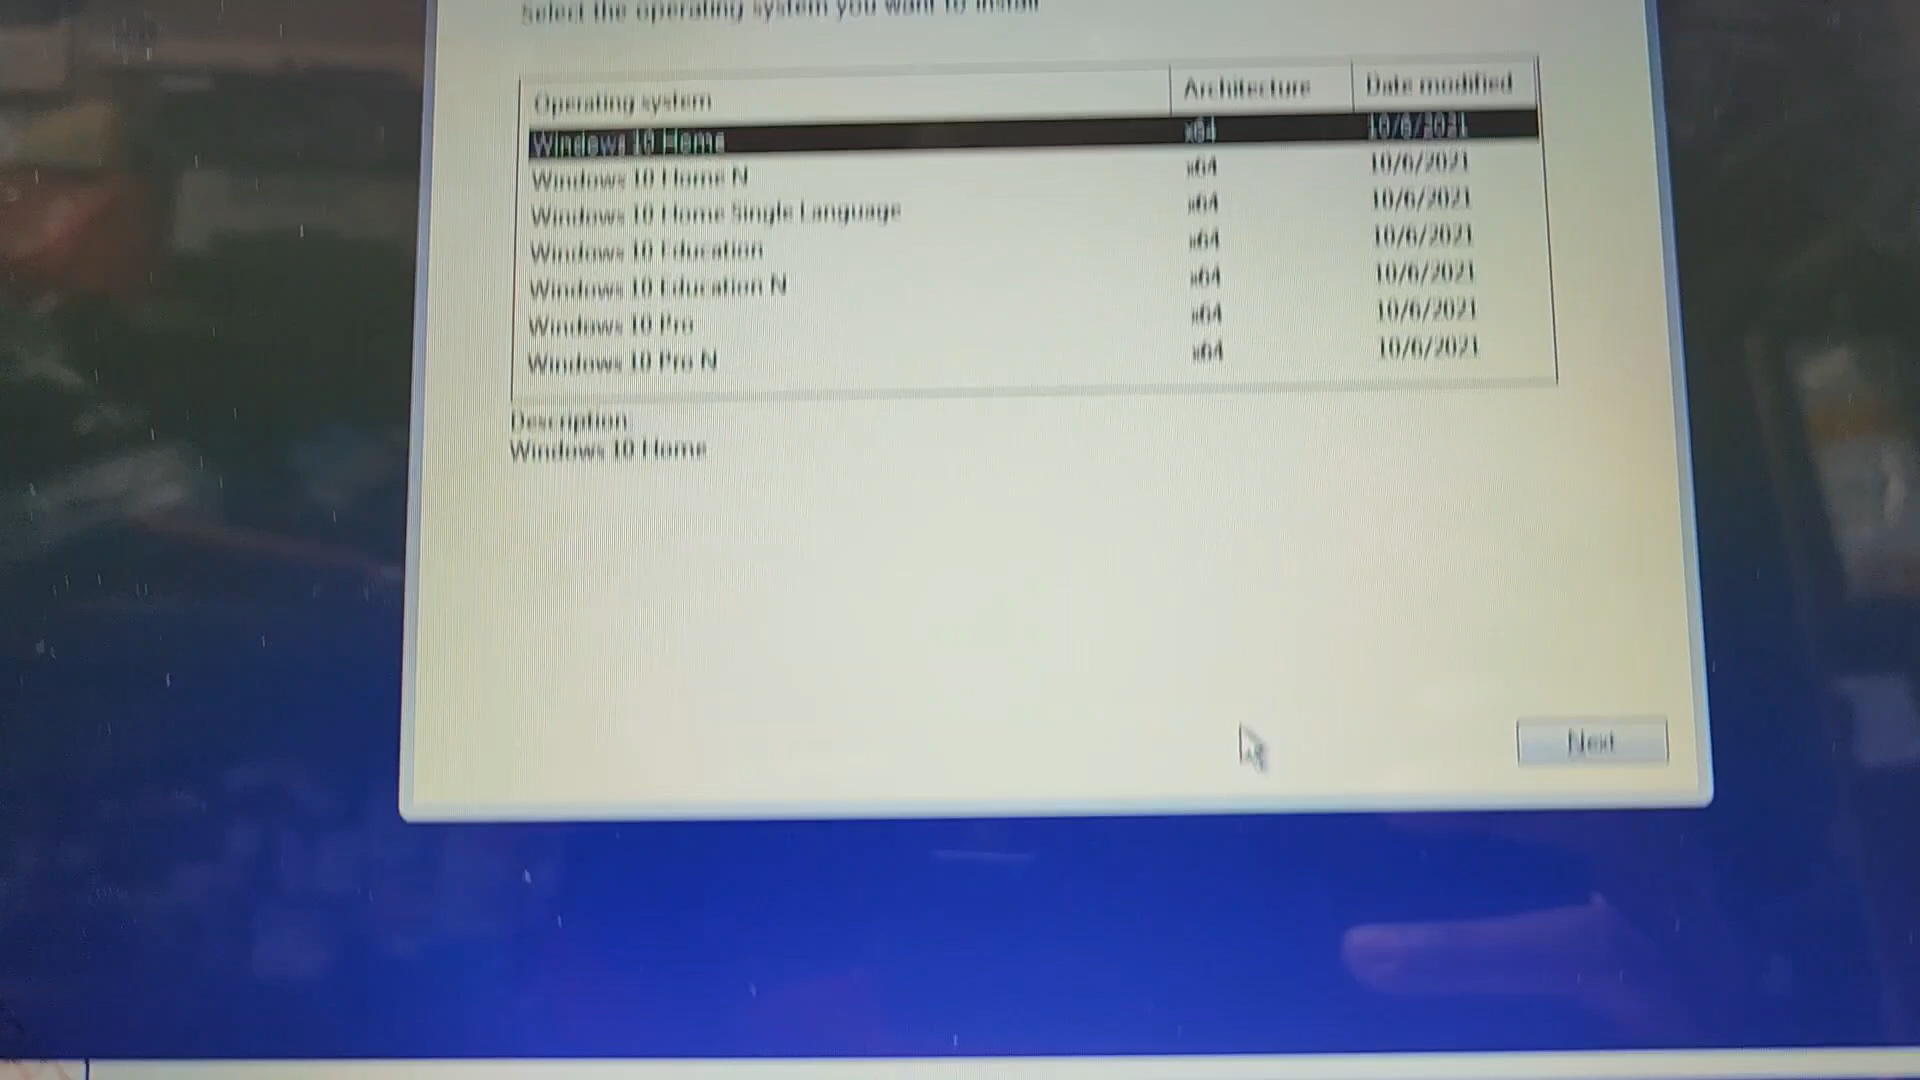 Select the operating system you want to install
Operating system Architecture Date modified
Windows 10 Home x64 10/6/2021
Windows 10 Home N x64 10/6/2021
Windows 10 Home Single Language x64 10/6/2021
Windows 10 Education x64 10/6/2021
Windows 10 Education N x64 10/6/2021
Windows 10 Pro x64 10/6/2021
Windows 10 Pro N x64 10/6/2021
Description:
Windows 10 Home
Next